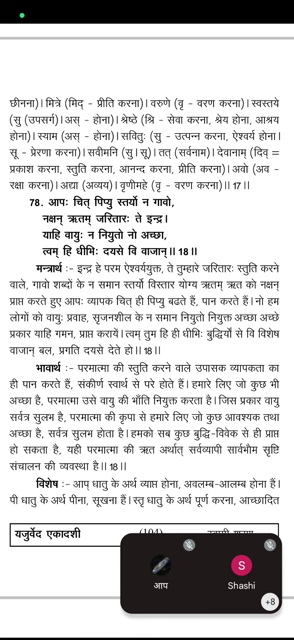 छीनना)। मित्रे (मिद् - प्रीति करना)। वरुणे (वृ - वरण करना)। स्वस्तये
(सु (उपसर्ग)। अस् - होना)। श्रेष्ठे (श्रि - सेवा करना, श्रेय होना, आश्रय
होना)। स्याम (अस् - होना)। सवितुः (सु - उत्पन्न करना, ऐश्वर्य होना।
सू - प्रेरणा करना)। सवीमनि (सु। सू)। तत् (सर्वनाम)। देवानाम् (दिव् =
प्रकाश करना, स्तुति करना, आनन्द करना, प्रीति करना)। अवो (अव -
रक्षा करना)। अद्या (अव्यय)। वृणीमहे (वृ - वरण करना)।। 17।।
78. आपः चित् पिप्यु स्तर्यो न गावो,
नक्षन् ऋतम् जरितारः ते इन्द्र।
याहि वायुः न नियुतो नो अच्छा,
त्वम् हि धीभिः दयसे वि वाजान्।। 18।।
मन्त्रार्थ :- इन्द्र हे परम ऐश्वर्ययुक्त, ते तुम्हारे जरितारः स्तुति करने
वाले, गावो शब्दों के न समान स्तर्यो विस्तार योग्य ऋतम् ऋत को नक्षन्
प्राप्त करते हुए आपः व्यापक चित् ही पिप्यु बढते हैं, पान करते हैं। नो हम
लोगों को वायुः प्रवाह, सृजनशील के न समान नियुतो नियुक्त अच्छा अच्छे
प्रकार याहि गमन, प्राप्त करायें। त्वम् तुम हि ही धीभिः बुद्धियों से वि विशेष
वाजान् बल, प्रगति दयसे देते हो।। 18।।
भावार्थ :- परमात्मा की स्तुति करने वाले उपासक व्यापकता का
ही पान करते हैं, संकीर्ण स्वार्थ से परे होते हैं। हमारे लिए जो कुछ भी
अच्छा है, परमात्मा उसे वायु की भाँति नियुक्त करता है। जिस प्रकार वायु
सर्वत्र सुलभ है, परमात्मा की कृपा से हमारे लिए जो कुछ आवश्यक तथा
अच्छा है, सर्वत्र सुलभ होता है। हमको सब कुछ बुद्धि-विवेक से ही प्राप्त
हो सकता है, यही परमात्मा की ऋत अर्थात् सर्वव्यापी सार्वभौम सृष्टि
संचालन की व्यवस्था है।। 18।।
विशेष :- आप् धातु के अर्थ व्याप्त होना, अवलम्ब-आलम्ब होना हैं।
पी धातु के अर्थ पीना, सूखना हैं। स्तृ धातु के अर्थ पूर्ण करना, आच्छादित
यजुर्वेद एकादशी (104)
आप
S
Shashi
+8